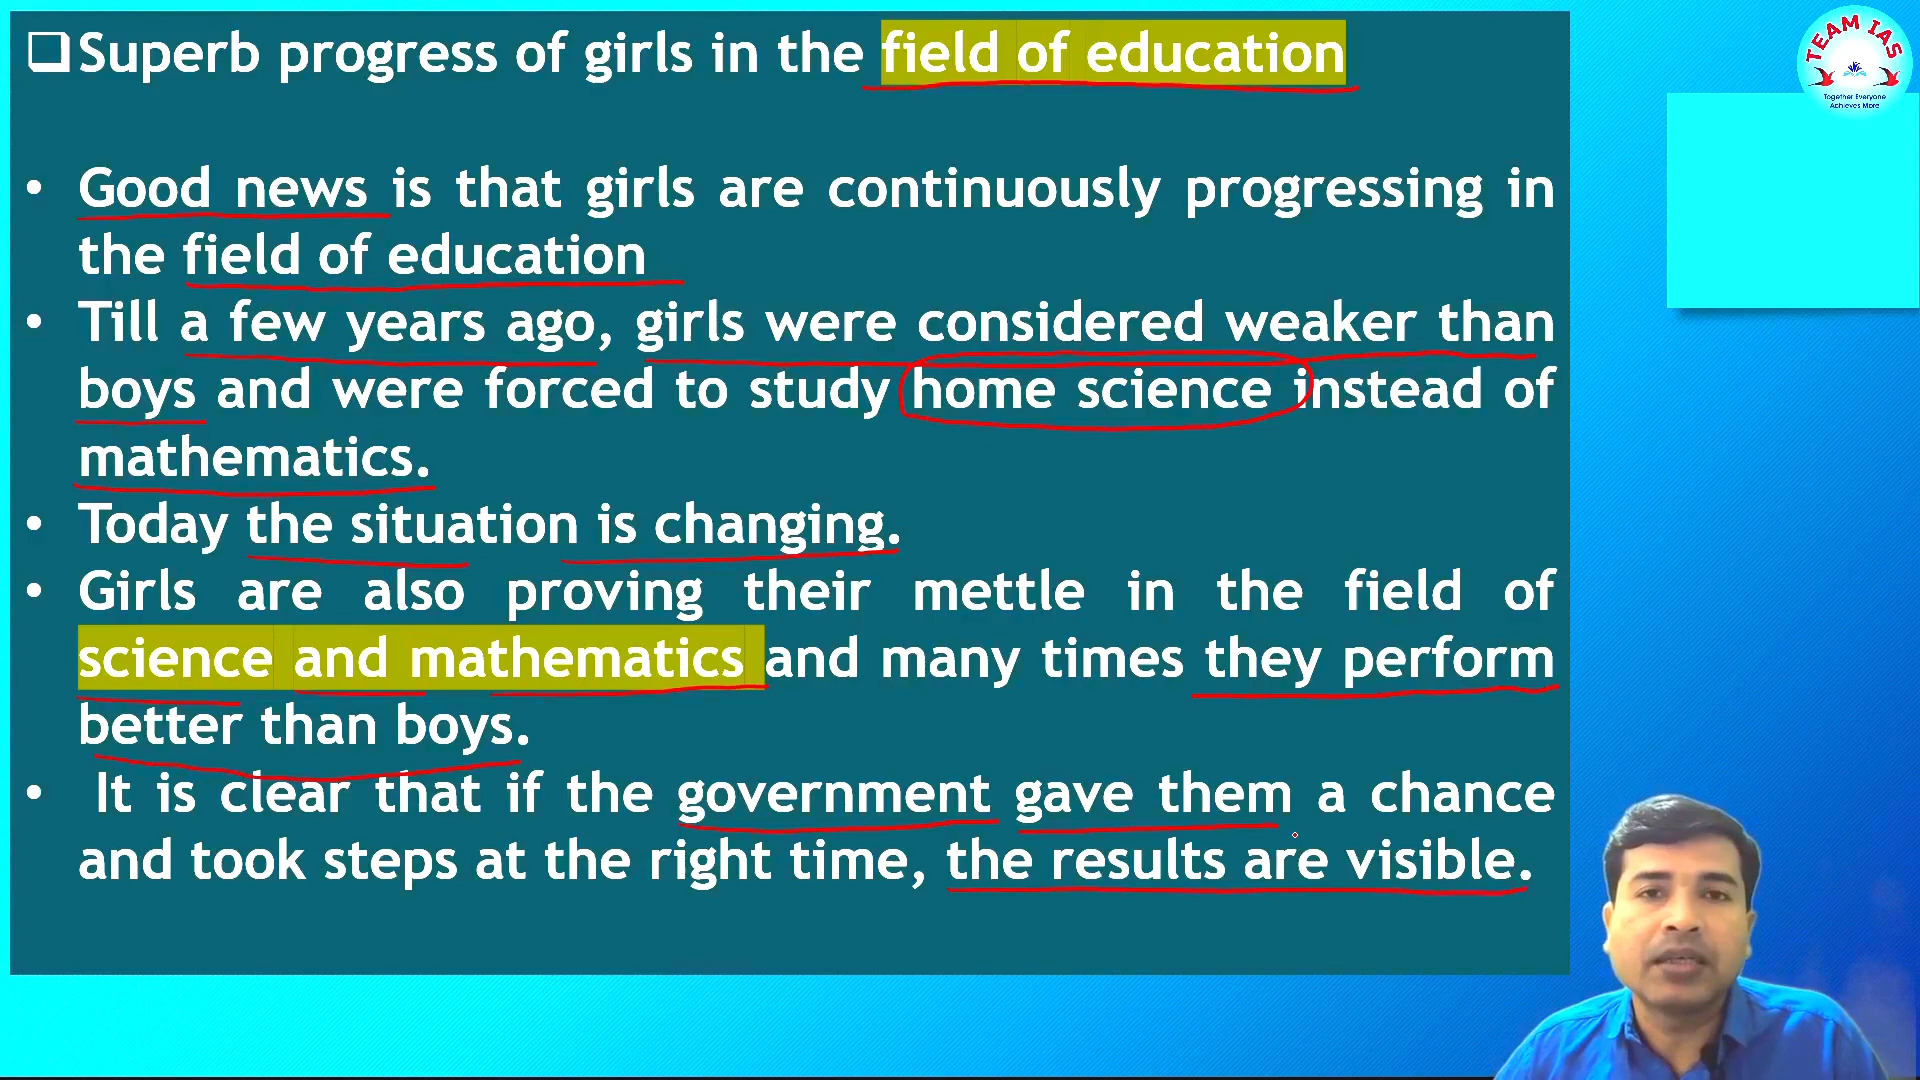 ❑Superb progress of girls in the field of education
• Good news is that girls are continuously progressing in
the field of education
• Till a few years ago, girls were considered weaker than
boys and were forced to study home science instead of
mathematics.
• Today the situation is changing.
• Girls are also proving their mettle in the field of
science and mathematics and many times they perform
better than boys.
• It is clear that if the government gave them a chance
and took steps at the right time, the results are visible.
TEAM IAS
Together Everyone
Achieves More